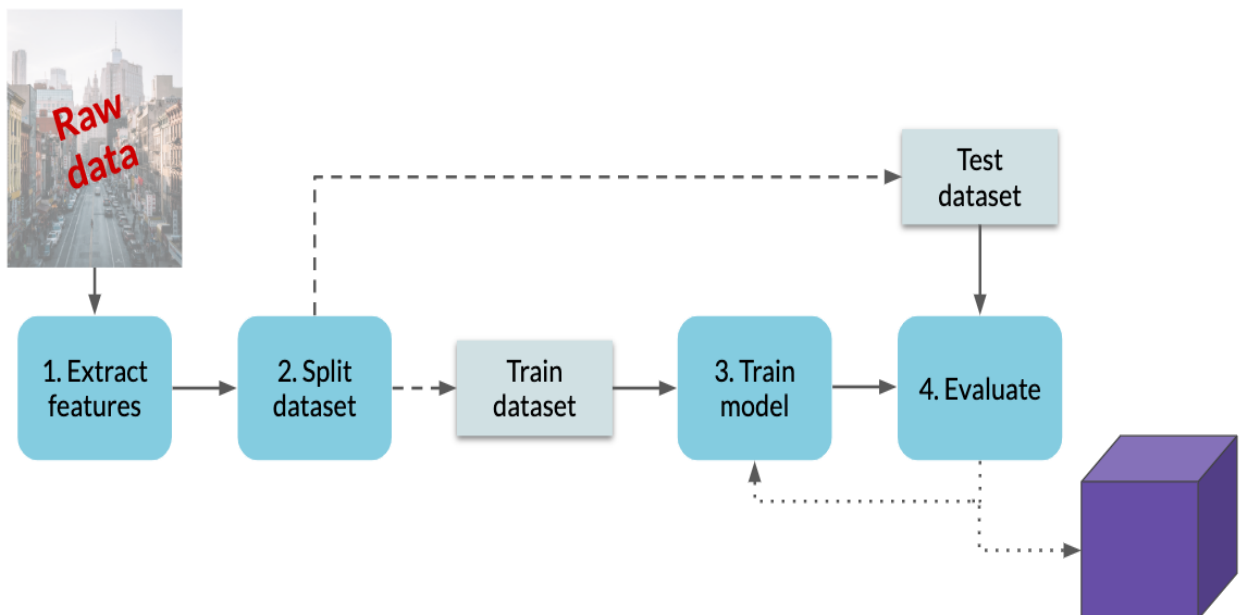 Raw
data
Test
dataset
1. Extract
features
2. Split
dataset
Train
dataset
3. Train
model
4. Evaluate